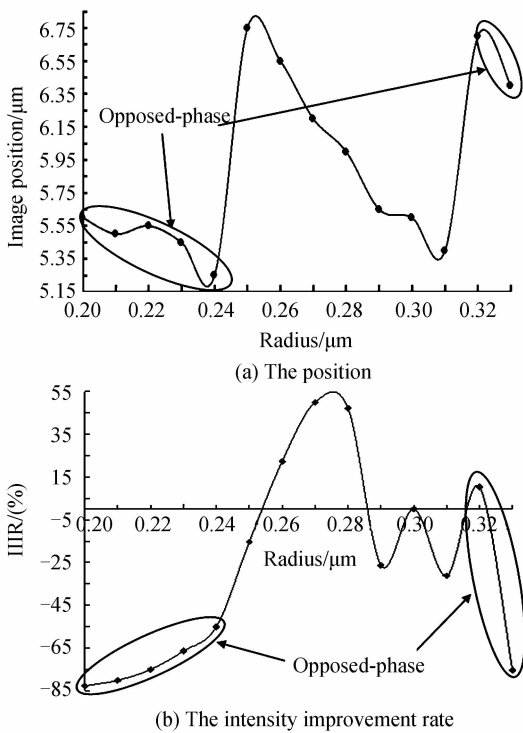 6.75
6.55
6.35
6.15
5.95
5.75
5.55
5.35
5.15
Image position/μm
Opposed-phase
0.20 0.22 0.24 0.26 0.28 0.30 0.32
Radius/μm
(a) The position
55
15
−5
−25
−45
−65
−85
IIIR/(%)
0.20 0.22 0.24 0.26 0.28 0.30 0.32
Radius/μm
Opposed-phase
(b) The intensity improvement rate